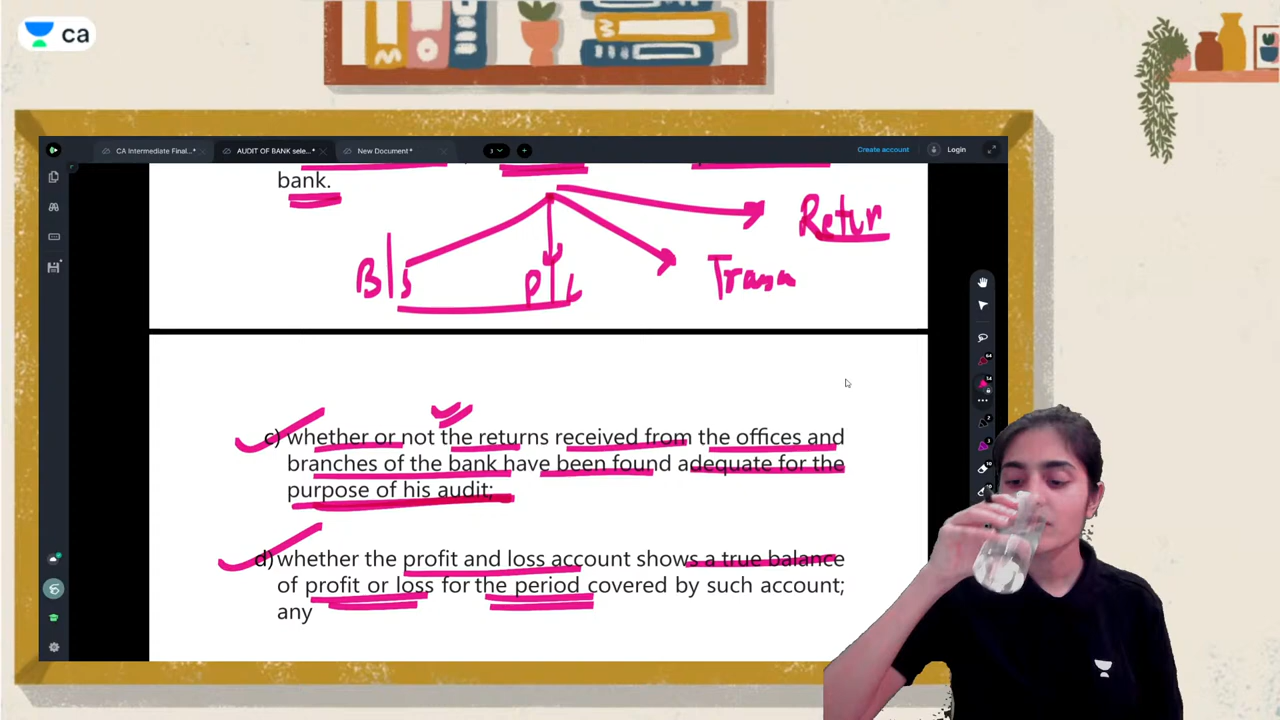 ca
CA Intermediate Final...*
AUDIT OF BANK sele...*
New Document*
3
Create account
Login
bank.
Retur
B/S
P/L
Trana
c) whether or not the returns received from the offices and
branches of the bank have been found adequate for the
purpose of his audit;
d) whether the profit and loss account shows a true balance
of profit or loss for the period covered by such account;
any